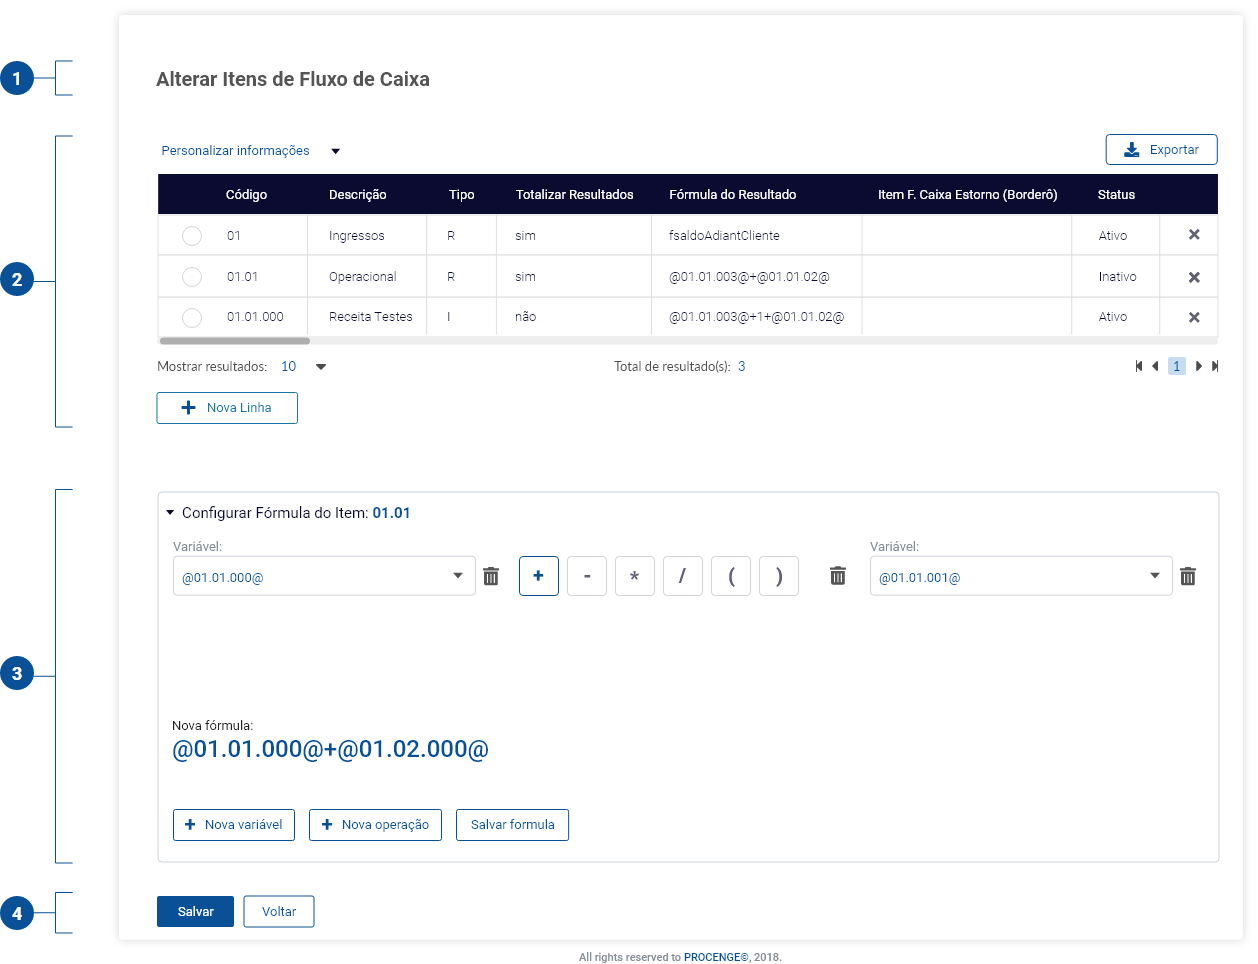 1
Alterar Itens de Fluxo de Caixa
2
Personalizar informações
Exportar
Código Descrição Tipo Totalizar Resultados Fórmula do Resultado Item F. Caixa Estorno (Borderô) Status
01 Ingressos R sim fsaldoAdiantCliente Ativo
01.01 Operacional R sim @01.01.003@+@01.01.02@ Inativo
01.01.000 Receita Testes I não @01.01.003@+1+@01.01.02@ Ativo
Mostrar resultados: 10 Total de resultado(s): 3 1
+ Nova Linha
3
Configurar Fórmula do Item: 01.01
Variável: Variável:
@01.01.000@ + - * / ( ) @01.01.001@
Nova fórmula:
@01.01.000@+@01.02.000@
+ Nova variável + Nova operação Salvar formula
4
Salvar Voltar
All rights reserved to PROCENGE©, 2018.